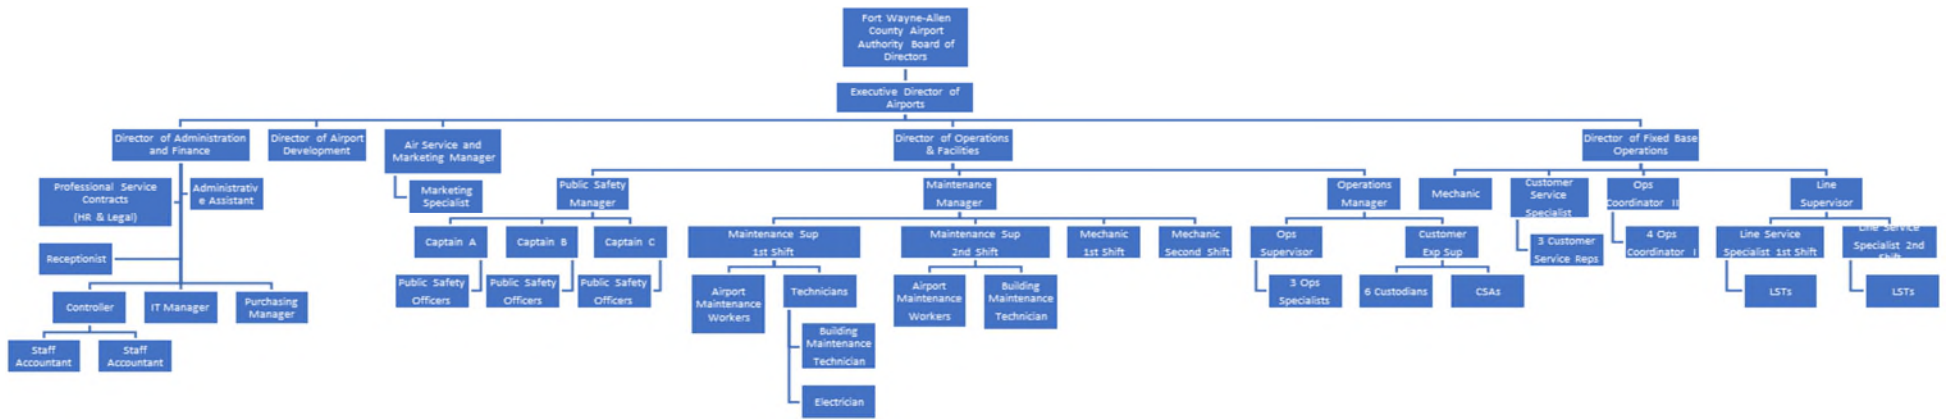 Fort Wayne-Allen
County Airport
Authority Board of
Directors
Executive Director of
Airports
Director of Administration
and Finance
Director of Airport
Development
Air Service and
Marketing Manager
Director of Operations
& Facilities
Director of Fixed Base
Operations
Professional Service
Contracts
(HR & Legal)
Administrativ
e Assistant
Marketing
Specialist
Public Safety
Manager
Maintenance
Manager
Operations
Manager
Mechanic
Customer
Service
Specialist
Ops
Coordinator II
Line
Supervisor
Receptionist
Captain A
Captain B
Captain C
Maintenance Sup
1st Shift
Maintenance Sup
2nd Shift
Mechanic
1st Shift
Mechanic
Second Shift
Ops
Supervisor
Customer
Exp Sup
3 Customer
Service Reps
4 Ops
Coordinator I
Line Service
Specialist 1st Shift
Line Service
Specialist 2nd
Shift
Controller
IT Manager
Purchasing
Manager
Public Safety
Officers
Public Safety
Officers
Public Safety
Officers
Airport
Maintenance
Workers
Technicians
Airport
Maintenance
Workers
Building
Maintenance
Technician
3 Ops
Specialists
6 Custodians
CSAs
LSTs
LSTs
Staff
Accountant
Staff
Accountant
Building
Maintenance
Technician
Electrician